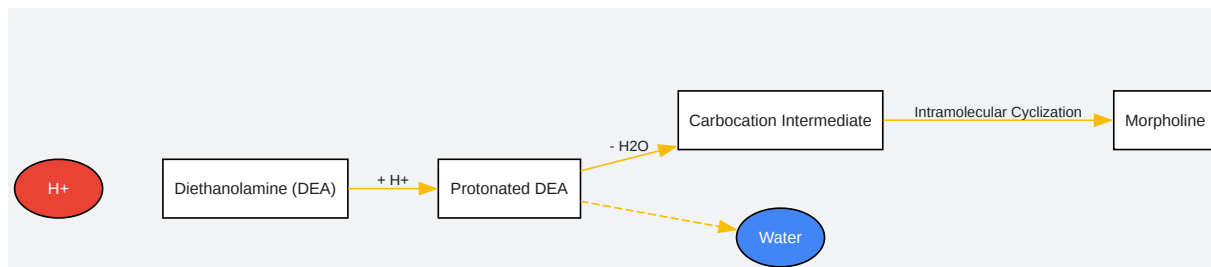 H+
Diethanolamine (DEA)
+ H+
Protonated DEA
- H2O
Carbocation Intermediate
Intramolecular Cyclization
Morpholine
Water